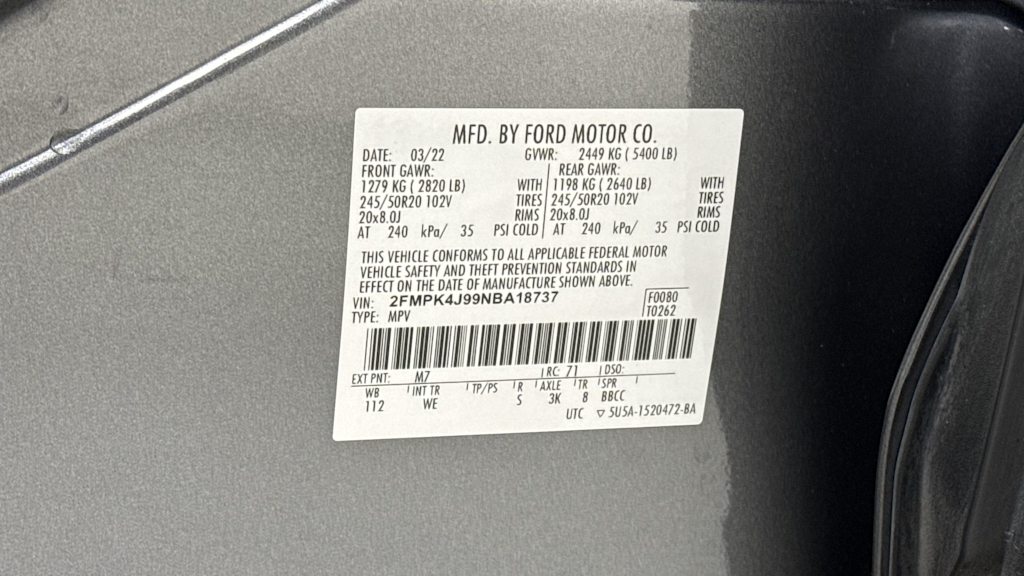 MFD. BY FORD MOTOR CO.
DATE: 03/22 GVWR: 2449 KG ( 5400 LB)
FRONT GAWR: REAR GAWR:
1279 KG ( 2820 LB) WITH 1198 KG ( 2640 LB) WITH
245/50R20 102V TIRES 245/50R20 102V TIRES
20x8.0J RIMS 20x8.0J RIMS
AT 240 kPa/ 35 PSI COLD AT 240 kPa/ 35 PSI COLD
THIS VEHICLE CONFORMS TO ALL APPLICABLE FEDERAL MOTOR
VEHICLE SAFETY AND THEFT PREVENTION STANDARDS IN
EFFECT ON THE DATE OF MANUFACTURE SHOWN ABOVE.
VIN: 2FMPK4J99NBA18737 F0080
TYPE: MPV T0262
EXT PNT: M7 RC: 71 DSO:
WB INT TR TP/PS R AXLE TR SPR
112 WE S 3K 8 BBCC
UTC ▽ 5U5A-1520472-BA